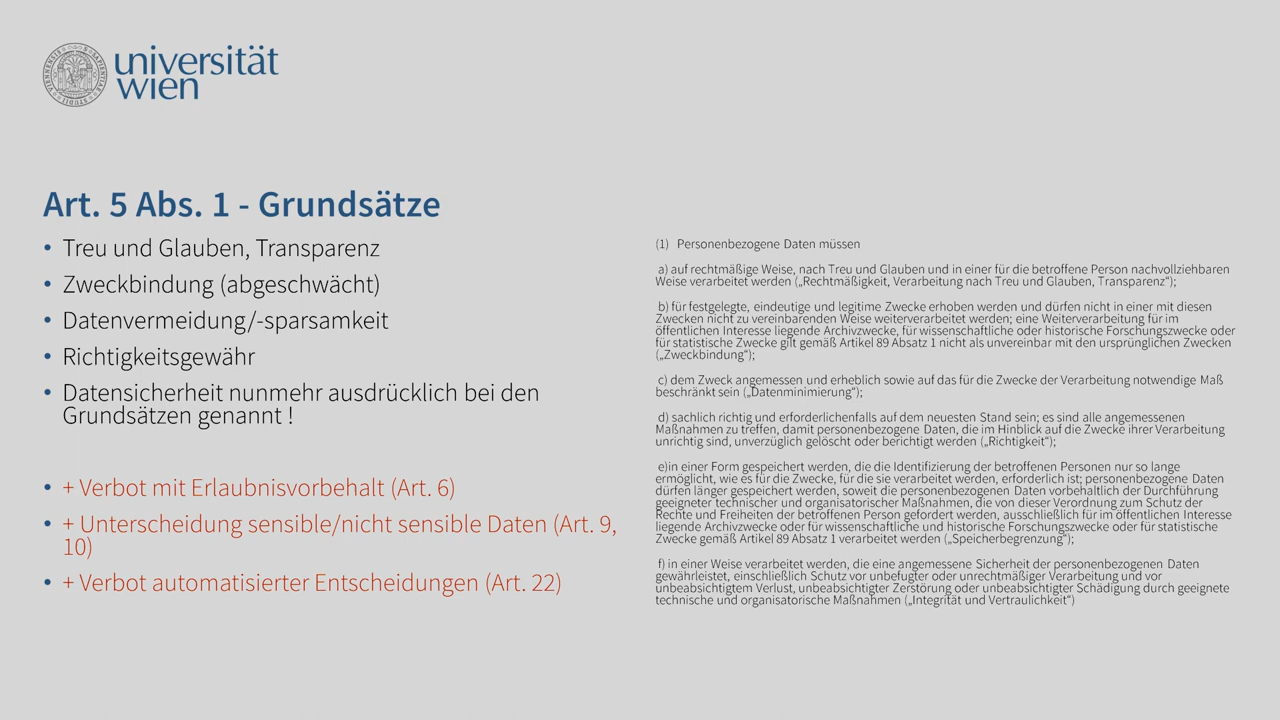 universität
wien
Art. 5 Abs. 1 - Grundsätze
• Treu und Glauben, Transparenz
• Zweckbindung (abgeschwächt)
• Datenvermeidung/-sparsamkeit
• Richtigkeitsgewähr
• Datensicherheit nunmehr ausdrücklich bei den
Grundsätzen genannt !
• + Verbot mit Erlaubnisvorbehalt (Art. 6)
• + Unterscheidung sensible/nicht sensible Daten (Art. 9,
10)
• + Verbot automatisierter Entscheidungen (Art. 22)
(1) Personenbezogene Daten müssen
a) auf rechtmäßige Weise, nach Treu und Glauben und in einer für die betroffene Person nachvollziehbaren
Weise verarbeitet werden („Rechtmäßigkeit, Verarbeitung nach Treu und Glauben, Transparenz“);
b) für festgelegte, eindeutige und legitime Zwecke erhoben werden und dürfen nicht in einer mit diesen
Zwecken nicht zu vereinbarenden Weise weiterverarbeitet werden; eine Weiterverarbeitung für im
öffentlichen Interesse liegende Archivzwecke, für wissenschaftliche oder historische Forschungszwecke oder
für statistische Zwecke gilt gemäß Artikel 89 Absatz 1 nicht als unvereinbar mit den ursprünglichen Zwecken
(„Zweckbindung“);
c) dem Zweck angemessen und erheblich sowie auf das für die Zwecke der Verarbeitung notwendige Maß
beschränkt sein („Datenminimierung“);
d) sachlich richtig und erforderlichenfalls auf dem neuesten Stand sein; es sind alle angemessenen
Maßnahmen zu treffen, damit personenbezogene Daten, die im Hinblick auf die Zwecke ihrer Verarbeitung
unrichtig sind, unverzüglich gelöscht oder berichtigt werden („Richtigkeit“);
e)in einer Form gespeichert werden, die die Identifizierung der betroffenen Personen nur so lange
ermöglicht, wie es für die Zwecke, für die sie verarbeitet werden, erforderlich ist; personenbezogene Daten
dürfen länger gespeichert werden, soweit die personenbezogenen Daten vorbehaltlich der Durchführung
geeigneter technischer und organisatorischer Maßnahmen, die von dieser Verordnung zum Schutz der
Rechte und Freiheiten der betroffenen Person gefordert werden, ausschließlich für im öffentlichen Interesse
liegende Archivzwecke oder für wissenschaftliche und historische Forschungszwecke oder für statistische
Zwecke gemäß Artikel 89 Absatz 1 verarbeitet werden („Speicherbegrenzung“);
f) in einer Weise verarbeitet werden, die eine angemessene Sicherheit der personenbezogenen Daten
gewährleistet, einschließlich Schutz vor unbefugter oder unrechtmäßiger Verarbeitung und vor
unbeabsichtigtem Verlust, unbeabsichtigter Zerstörung oder unbeabsichtigter Schädigung durch geeignete
technische und organisatorische Maßnahmen („Integrität und Vertraulichkeit“)